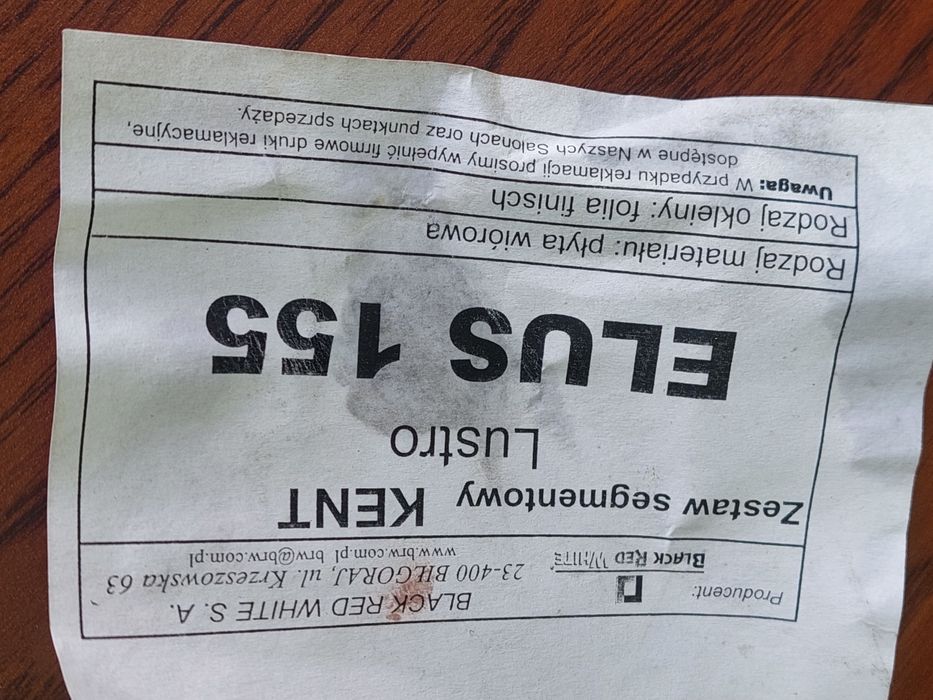 Producent:
BLACK RED WHITE
BLACK RED WHITE S. A.
23-400 BIŁGORAJ, ul. Krzeszowska 63
www.brw.com.pl, brw@brw.com.pl
Zestaw segmentowy KENT
Lustro
ELUS 155
Rodzaj materiału: płyta wiórowa
Rodzaj okleiny: folia finisch
Uwaga: W przypadku reklamacji prosimy wypełnić firmowe druki reklamacyjne,
dostępne w Naszych Salonach oraz punktach sprzedaży.